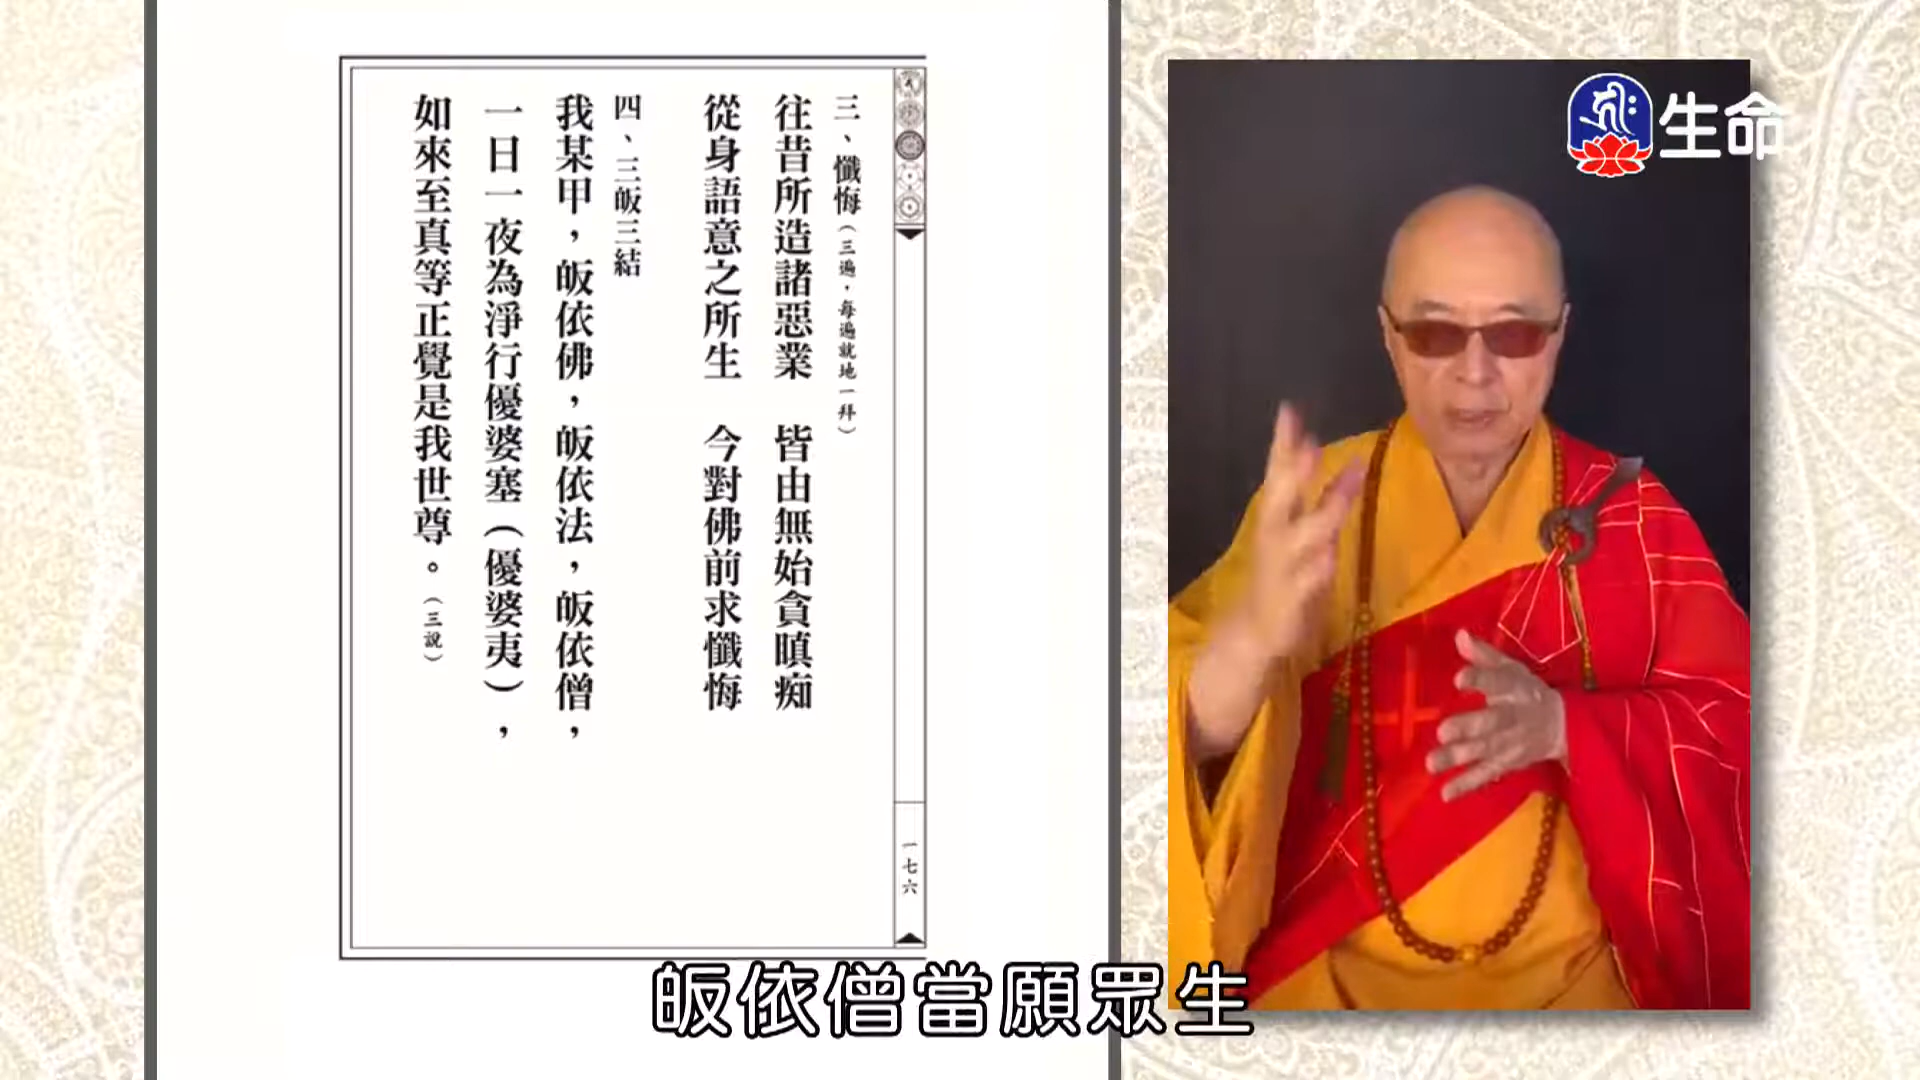 三、懺悔（三遍，每遍就地一拜）
往昔所造諸惡業　皆由無始貪瞋痴
從身語意之所生　今對佛前求懺悔
四、三皈三結
我某甲，皈依佛，皈依法，皈依僧，
一日一夜為淨行優婆塞（優婆夷），
如來至真等正覺是我世尊。（三說）
一七六
生命
皈依僧當願眾生